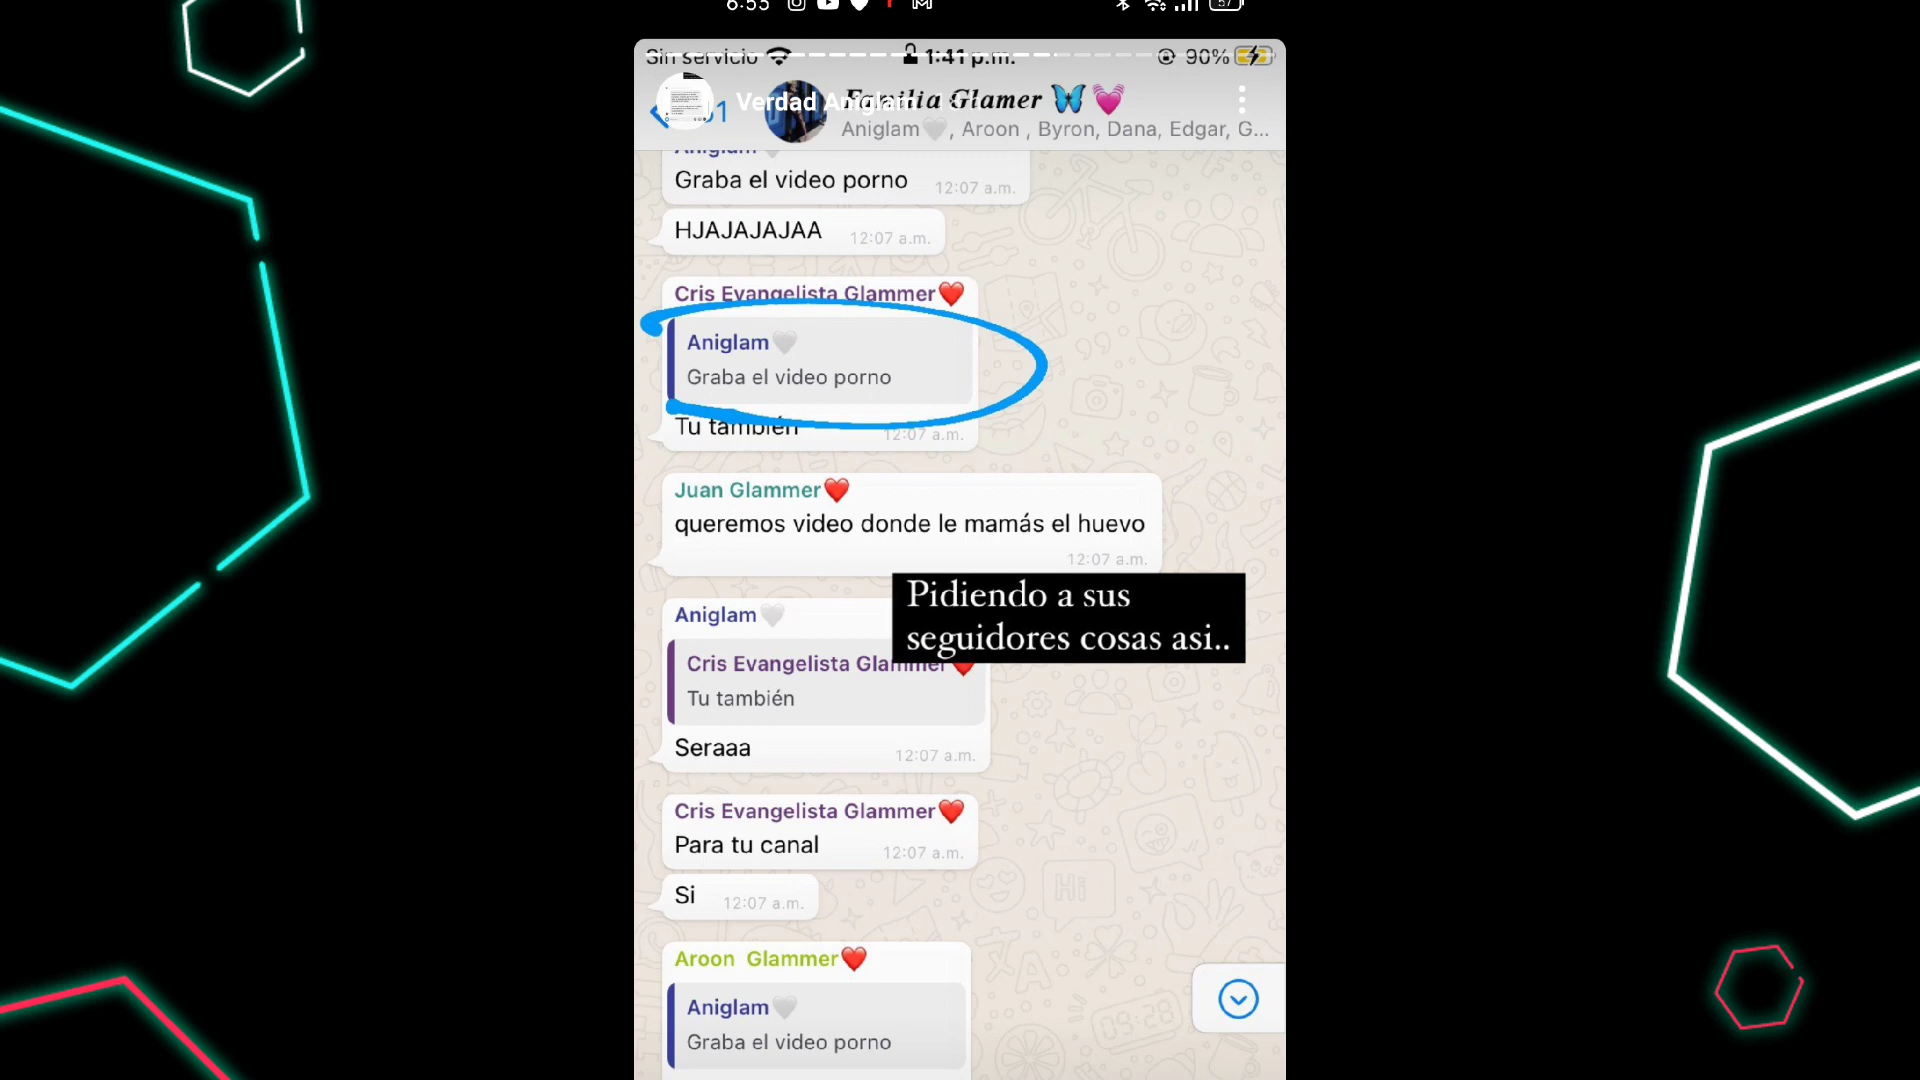 6:53
57
Sin servicio
1:41 p.m.
90%
Verdad Aniglam
Familia Glamer 🦋💓
Aniglam🤍, Aroon , Byron, Dana, Edgar, G...
Aniglam🤍
Graba el video porno 12:07 a.m.
HJAJAJAJAA 12:07 a.m.
Cris Evangelista Glammer❤️
Aniglam🤍
Graba el video porno
Tu también 12:07 a.m.
Juan Glammer❤️
queremos video donde le mamás el huevo
12:07 a.m.
Pidiendo a sus
seguidores cosas asi..
Aniglam🤍
Cris Evangelista Glammer❤️
Tu también
Seraaa 12:07 a.m.
Cris Evangelista Glammer❤️
Para tu canal 12:07 a.m.
Si 12:07 a.m.
Aroon Glammer❤️
Aniglam🤍
Graba el video porno